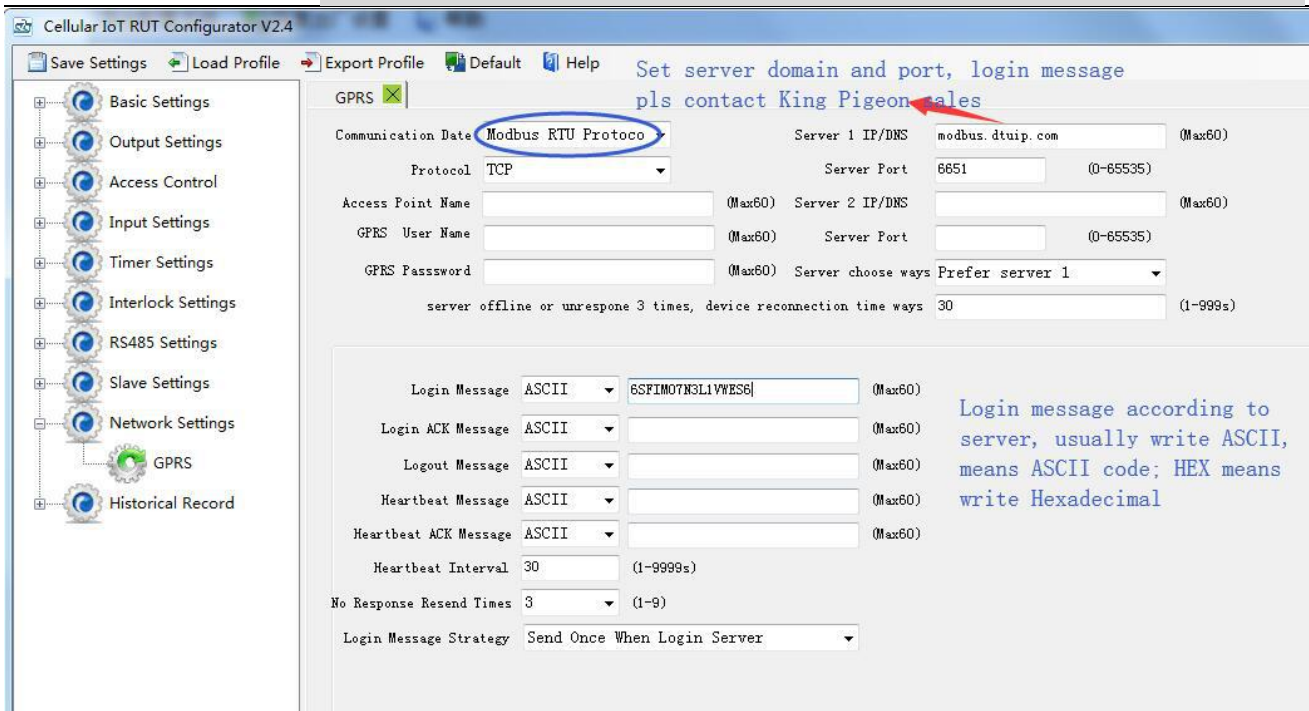 Cellular IoT RUT Configurator V2.4
Save Settings Load Profile Export Profile Default Help
Set server domain and port, login message
pls contact King Pigeon sales
Basic Settings
Output Settings
Access Control
Input Settings
Timer Settings
Interlock Settings
RS485 Settings
Slave Settings
Network Settings
GPRS
Historical Record
GPRS
Communication Date Modbus RTU Protoco Server 1 IP/DNS modbus.dtuip.com (Max60)
Protocol TCP Server Port 6651 (0-65535)
Access Point Name (Max60) Server 2 IP/DNS (Max60)
GPRS User Name (Max60) Server Port (0-65535)
GPRS Passsword (Max60) Server choose ways Prefer server 1
server offline or unrespone 3 times, device reconnection time ways 30 (1-999s)
Login Message ASCII 6SFIMO7N3L1VWES6 (Max60)
Login ACK Message ASCII (Max60)
Logout Message ASCII (Max60)
Heartbeat Message ASCII (Max60)
Heartbeat ACK Message ASCII (Max60)
Heartbeat Interval 30 (1-9999s)
No Response Resend Times 3 (1-9)
Login Message Strategy Send Once When Login Server
Login message according to
server, usually write ASCII,
means ASCII code; HEX means
write Hexadecimal